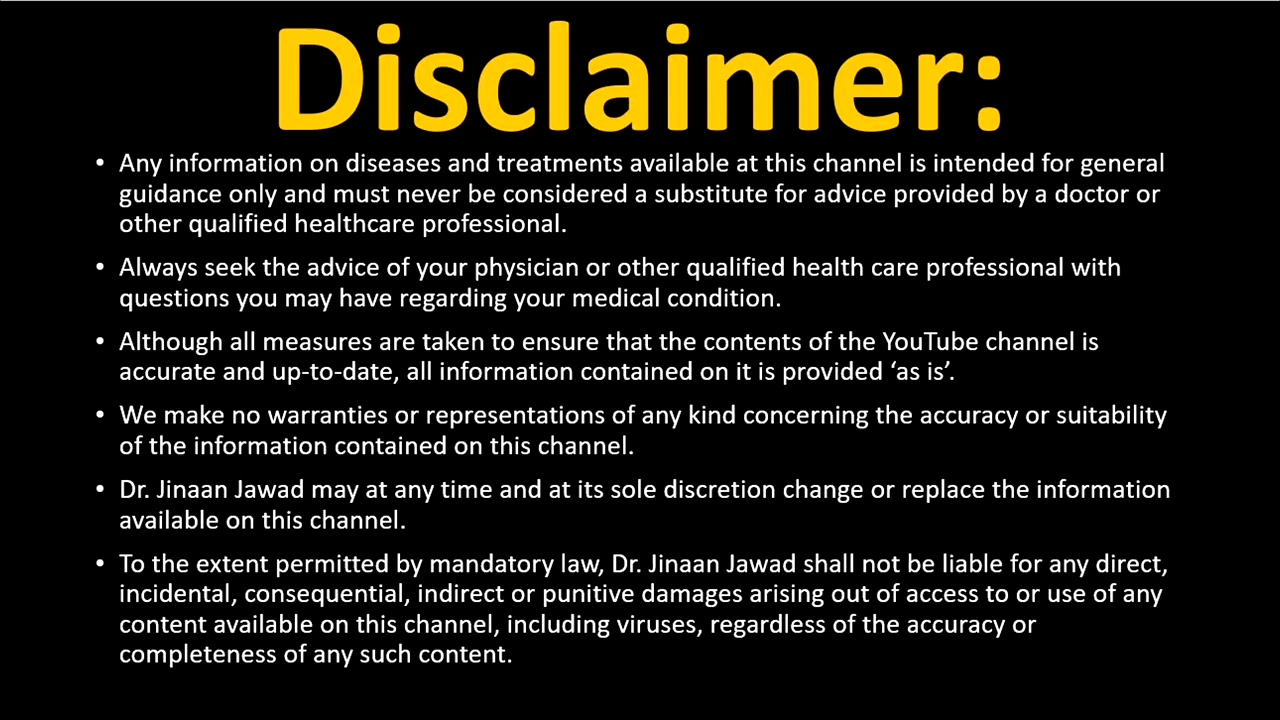 Disclaimer:
• Any information on diseases and treatments available at this channel is intended for general
guidance only and must never be considered a substitute for advice provided by a doctor or
other qualified healthcare professional.
• Always seek the advice of your physician or other qualified health care professional with
questions you may have regarding your medical condition.
• Although all measures are taken to ensure that the contents of the YouTube channel is
accurate and up-to-date, all information contained on it is provided ‘as is’.
• We make no warranties or representations of any kind concerning the accuracy or suitability
of the information contained on this channel.
• Dr. Jinaan Jawad may at any time and at its sole discretion change or replace the information
available on this channel.
• To the extent permitted by mandatory law, Dr. Jinaan Jawad shall not be liable for any direct,
incidental, consequential, indirect or punitive damages arising out of access to or use of any
content available on this channel, including viruses, regardless of the accuracy or
completeness of any such content.